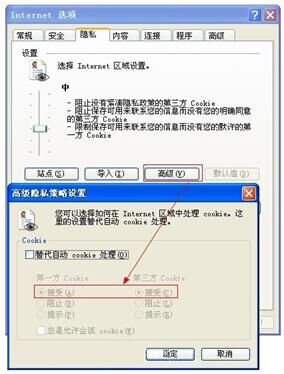 Internet 选项
常规 安全 隐私 内容 连接 程序 高级
设置
选择 Internet 区域设置。
中
- 阻止没有紧凑隐私政策的第三方 Cookie
- 阻止保存可用来联系您的信息而没有您的明确同意的第三方 Cookie
- 限制保存可用来联系您的信息而没有您的默许的第一方 Cookie
站点(S) 导入(I) 高级(V) 默认值(D)
高级隐私策略设置
您可以选择如何在 Internet 区域中处理 cookie。这
里的设置替代自动 cookie 处理。
Cookie
替代自动 cookie 处理(O)
第一方 Cookie 第三方 Cookie
接受(A) 接受(C)
阻止(B) 阻止(L)
提示(P) 提示(R)
总是允许会话 cookie(W)
确定 取消